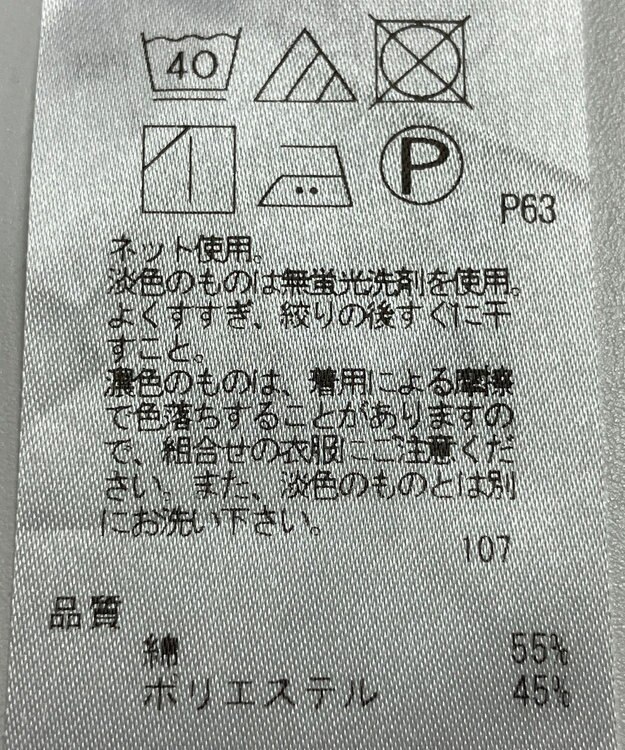 40
P
P63
ネット使用。
淡色のものは無蛍光洗剤を使用。
よくすすぎ、絞りの後すぐに干
すこと。
濃色のものは、着用による摩擦
で色落ちすることがありますの
で、組合せの衣服にご注意くだ
さい。また、淡色のものとは別
にお洗い下さい。
107
品質
綿 55%
ポリエステル 45%